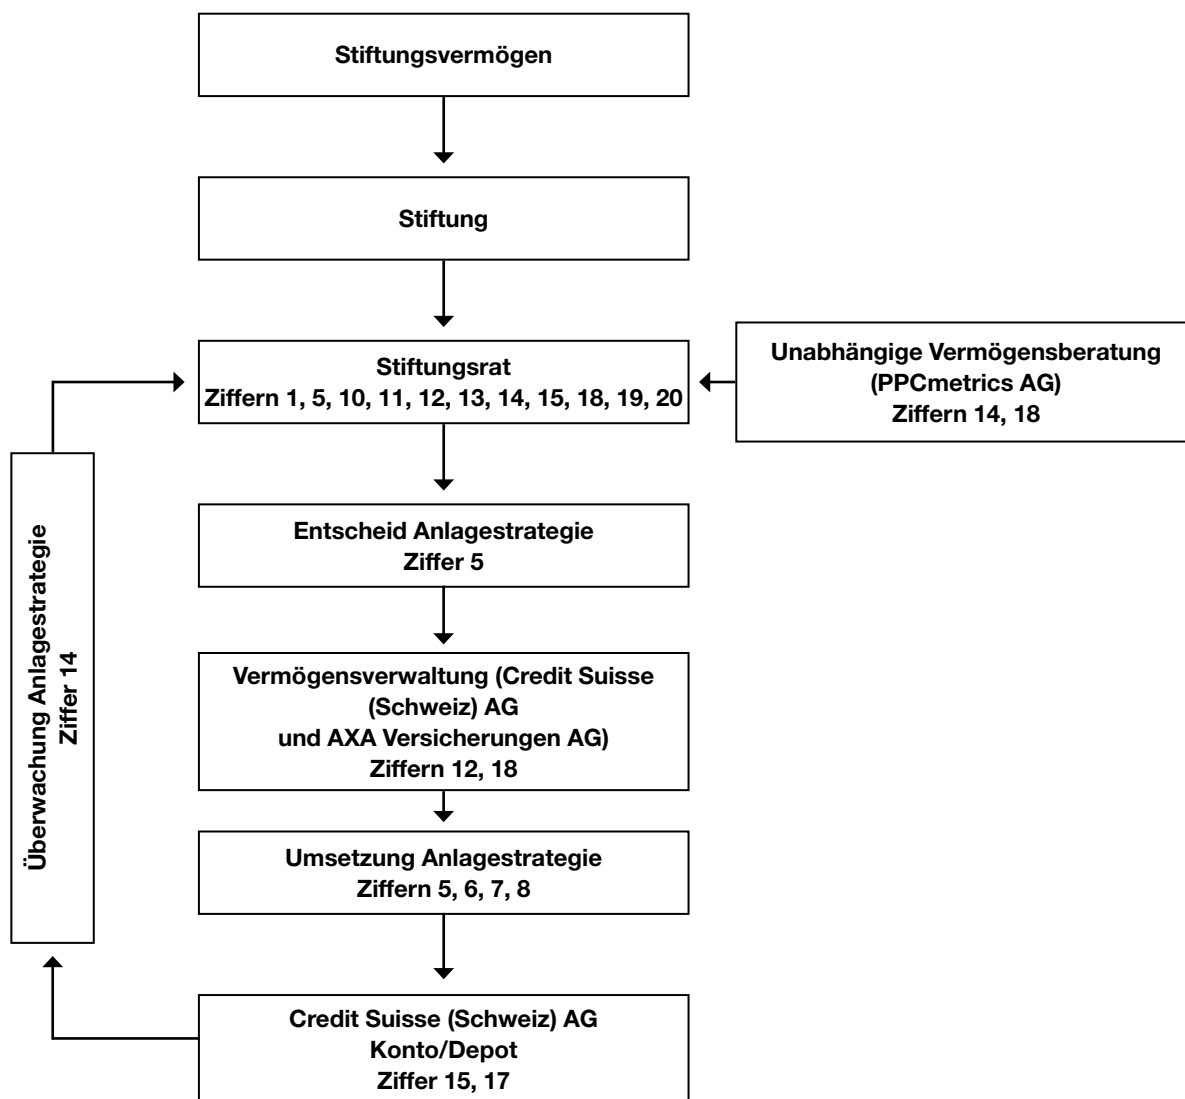 Stiftungsvermögen
Stiftung
Stiftungsrat
Ziffern 1, 5, 10, 11, 12, 13, 14, 15, 18, 19, 20
Unabhängige Vermögensberatung
(PPCmetrics AG)
Ziffern 14, 18
Entscheid Anlagestrategie
Ziffer 5
Vermögensverwaltung (Credit Suisse
(Schweiz) AG
und AXA Versicherungen AG)
Ziffern 12, 18
Umsetzung Anlagestrategie
Ziffern 5, 6, 7, 8
Credit Suisse (Schweiz) AG
Konto/Depot
Ziffer 15, 17
Überwachung Anlagestrategie
Ziffer 14